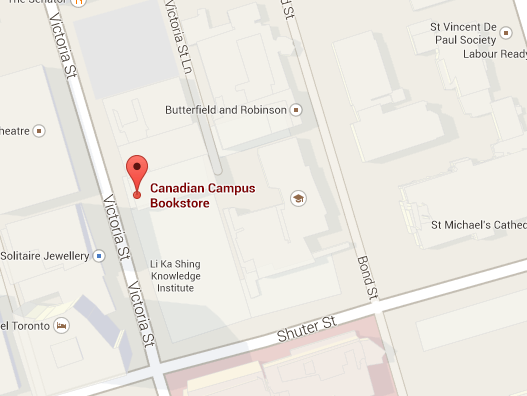 The Senator
Victoria St
Victoria St Ln
d St
St Vincent De
Paul Society
Labour Ready
Butterfield and Robinson
heatre
Canadian Campus
Bookstore
Victoria St
St Michael's Cathed
Solitaire Jewellery
Li Ka Shing
Knowledge
Institute
Bond St
Victoria St
el Toronto
Shuter St